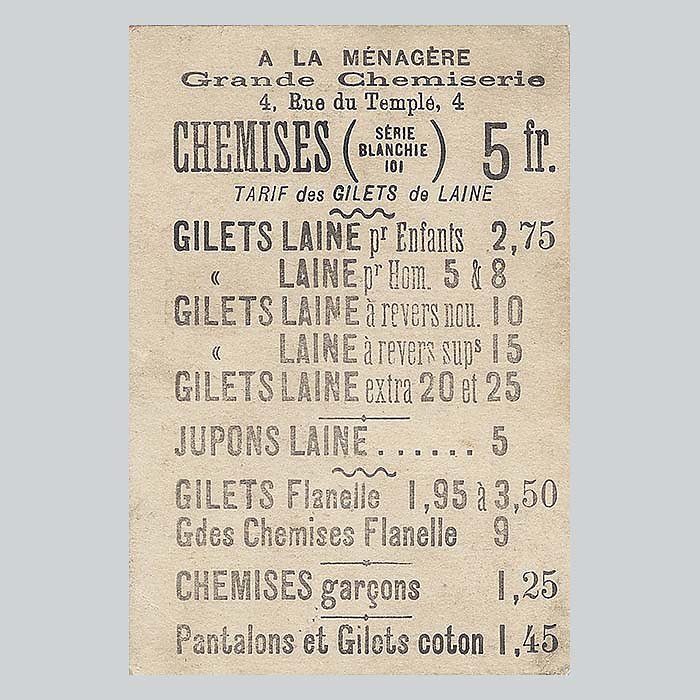 A LA MÉNAGÈRE
Grande Chemiserie
4, Rue du Temple, 4
CHEMISES (SÉRIE BLANCHIE 101) 5 fr.
TARIF des GILETS de LAINE
GILETS LAINE pr Enfants 2,75
« LAINE pr Hom. 5 & 8
GILETS LAINE à revers nou. 10
« LAINE à revers sups 15
GILETS LAINE extra 20 et 25
JUPONS LAINE...... 5
GILETS Flanelle 1,95 à 3,50
Gdes Chemises Flanelle 9
CHEMISES garçons 1,25
Pantalons et Gilets coton 1,45